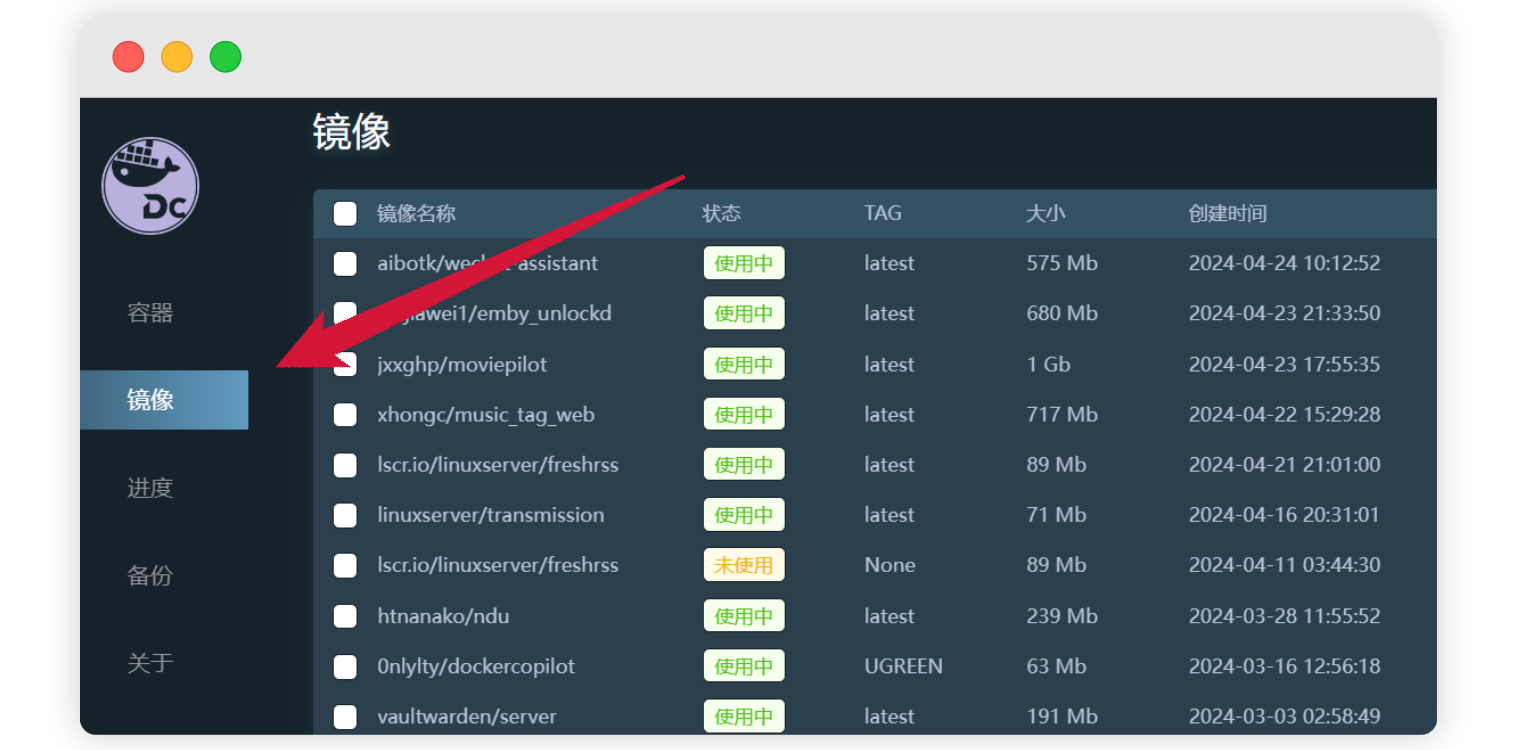 镜像
Dc
镜像名称 状态 TAG 大小 创建时间
aibotk/ assistant 使用中 latest 575 Mb 2024-04-24 10:12:52
容器
/emby_unlockd 使用中 latest 680 Mb 2024-04-23 21:33:50
jxxghp/moviepilot 使用中 latest 1 Gb 2024-04-23 17:55:35
镜像
xhongc/music_tag_web 使用中 latest 717 Mb 2024-04-22 15:29:28
lscr.io/linuxserver/freshrss 使用中 latest 89 Mb 2024-04-21 21:01:00
进度
linuxserver/transmission 使用中 latest 71 Mb 2024-04-16 20:31:01
lscr.io/linuxserver/freshrss 未使用 None 89 Mb 2024-04-11 03:44:30
备份
htnanako/ndu 使用中 latest 239 Mb 2024-03-28 11:55:52
关于
0nlylty/dockercopilot 使用中 UGREEN 63 Mb 2024-03-16 12:56:18
vaultwarden/server 使用中 latest 191 Mb 2024-03-03 02:58:49